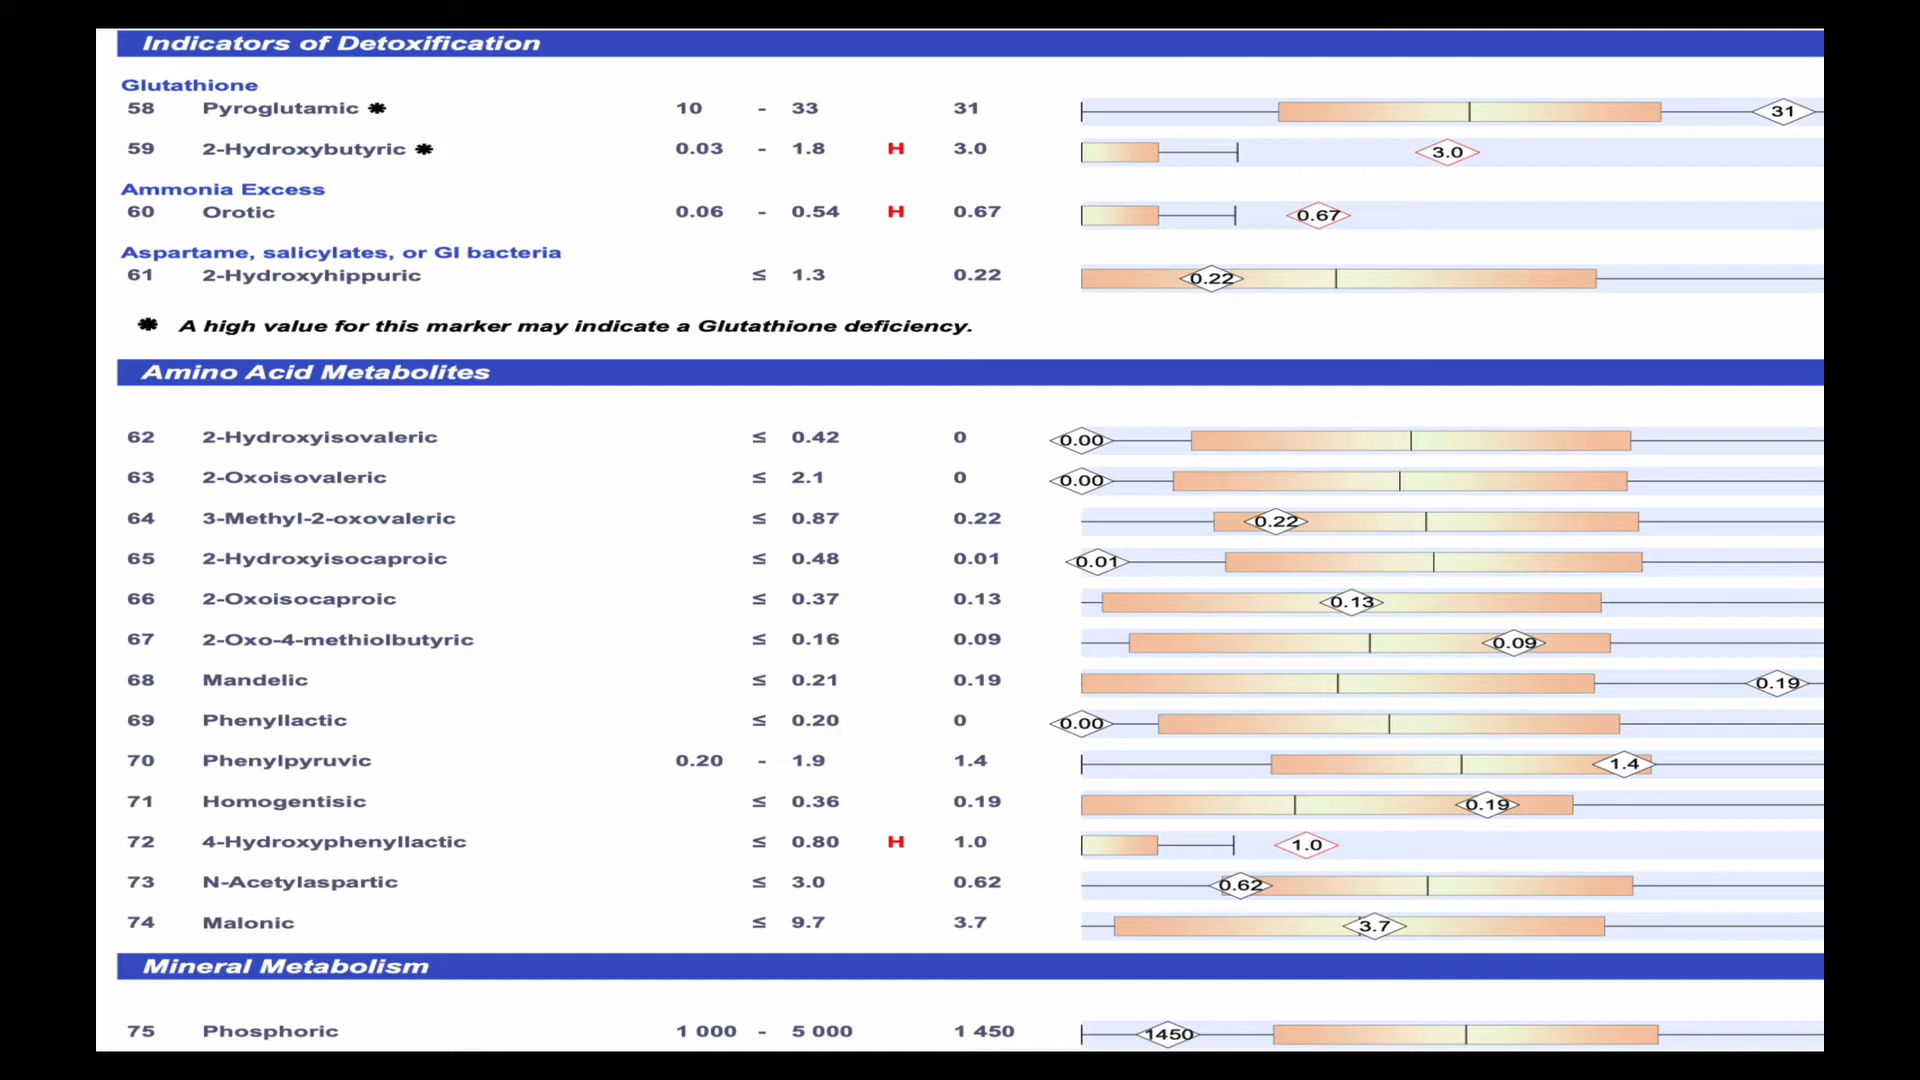 Indicators of Detoxification
Glutathione
58 Pyroglutamic ✱ 10 - 33 31 31
59 2-Hydroxybutyric ✱ 0.03 - 1.8 H 3.0 3.0
Ammonia Excess
60 Orotic 0.06 - 0.54 H 0.67 0.67
Aspartame, salicylates, or GI bacteria
61 2-Hydroxyhippuric ≤ 1.3 0.22 0.22
✱ A high value for this marker may indicate a Glutathione deficiency.
Amino Acid Metabolites
62 2-Hydroxyisovaleric ≤ 0.42 0 0.00
63 2-Oxoisovaleric ≤ 2.1 0 0.00
64 3-Methyl-2-oxovaleric ≤ 0.87 0.22 0.22
65 2-Hydroxyisocaproic ≤ 0.48 0.01 0.01
66 2-Oxoisocaproic ≤ 0.37 0.13 0.13
67 2-Oxo-4-methiolbutyric ≤ 0.16 0.09 0.09
68 Mandelic ≤ 0.21 0.19 0.19
69 Phenyllactic ≤ 0.20 0 0.00
70 Phenylpyruvic 0.20 - 1.9 1.4 1.4
71 Homogentisic ≤ 0.36 0.19 0.19
72 4-Hydroxyphenyllactic ≤ 0.80 H 1.0 1.0
73 N-Acetylaspartic ≤ 3.0 0.62 0.62
74 Malonic ≤ 9.7 3.7 3.7
Mineral Metabolism
75 Phosphoric 1 000 - 5 000 1 450 1450